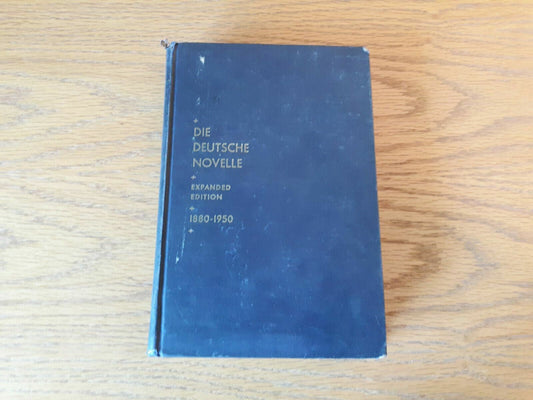 DIE
DEUTSCHE
NOVELLE
EXPANDED
EDITION
1880-1950